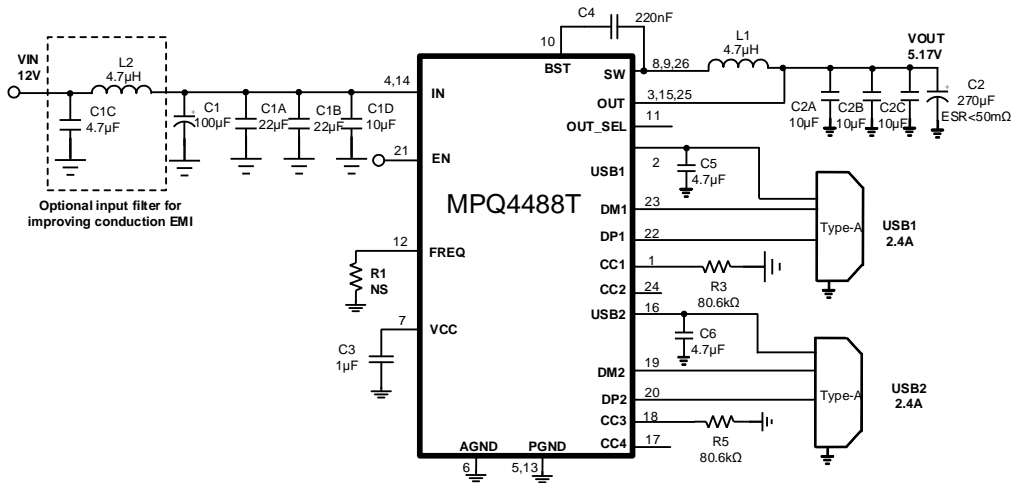 C4
220nF
10
BST
VIN
12V
L2
4.7µH
C1C
4.7µF
C1
100µF
C1A
22µF
C1B
22µF
C1D
10µF
4,14
IN
21
EN
Optional input filter for
improving conduction EMI
MPQ4488T
12
FREQ
R1
NS
7
VCC
C3
1µF
AGND
6
PGND
5,13
SW
8,9,26
L1
4.7µH
VOUT
5.17V
OUT
3,15,25
OUT_SEL
11
C2A
10µF
C2B
10µF
C2C
10µF
C2
270µF
ESR<50mΩ
USB1
2
C5
4.7µF
DM1
23
DP1
22
Type-A
USB1
2.4A
CC1
1
R3
80.6kΩ
CC2
24
USB2
16
C6
4.7µF
DM2
19
DP2
20
Type-A
USB2
2.4A
CC3
18
R5
80.6kΩ
CC4
17